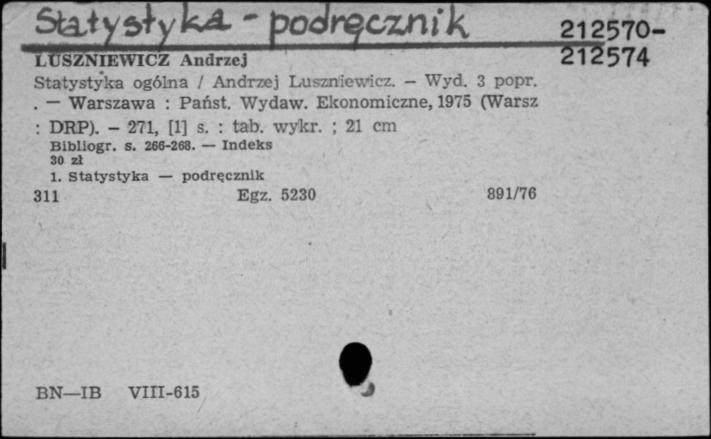 Statystyka - podręcznik
212570-
212574
LUSZNIEWICZ Andrzej
Statystyka ogólna / Andrzej Luszniewicz. — Wyd. 3 popr.
. — Warszawa : Państ. Wydaw. Ekonomiczne, 1975 (Warsz
: DRP). — 271, [1] s. : tab. wykr. ; 21 cm
Bibliogr. s. 266-268. — Indeks
30 zł
1. Statystyka — podręcznik
311 Egz. 5230 891/76
BN—IB VIII-615